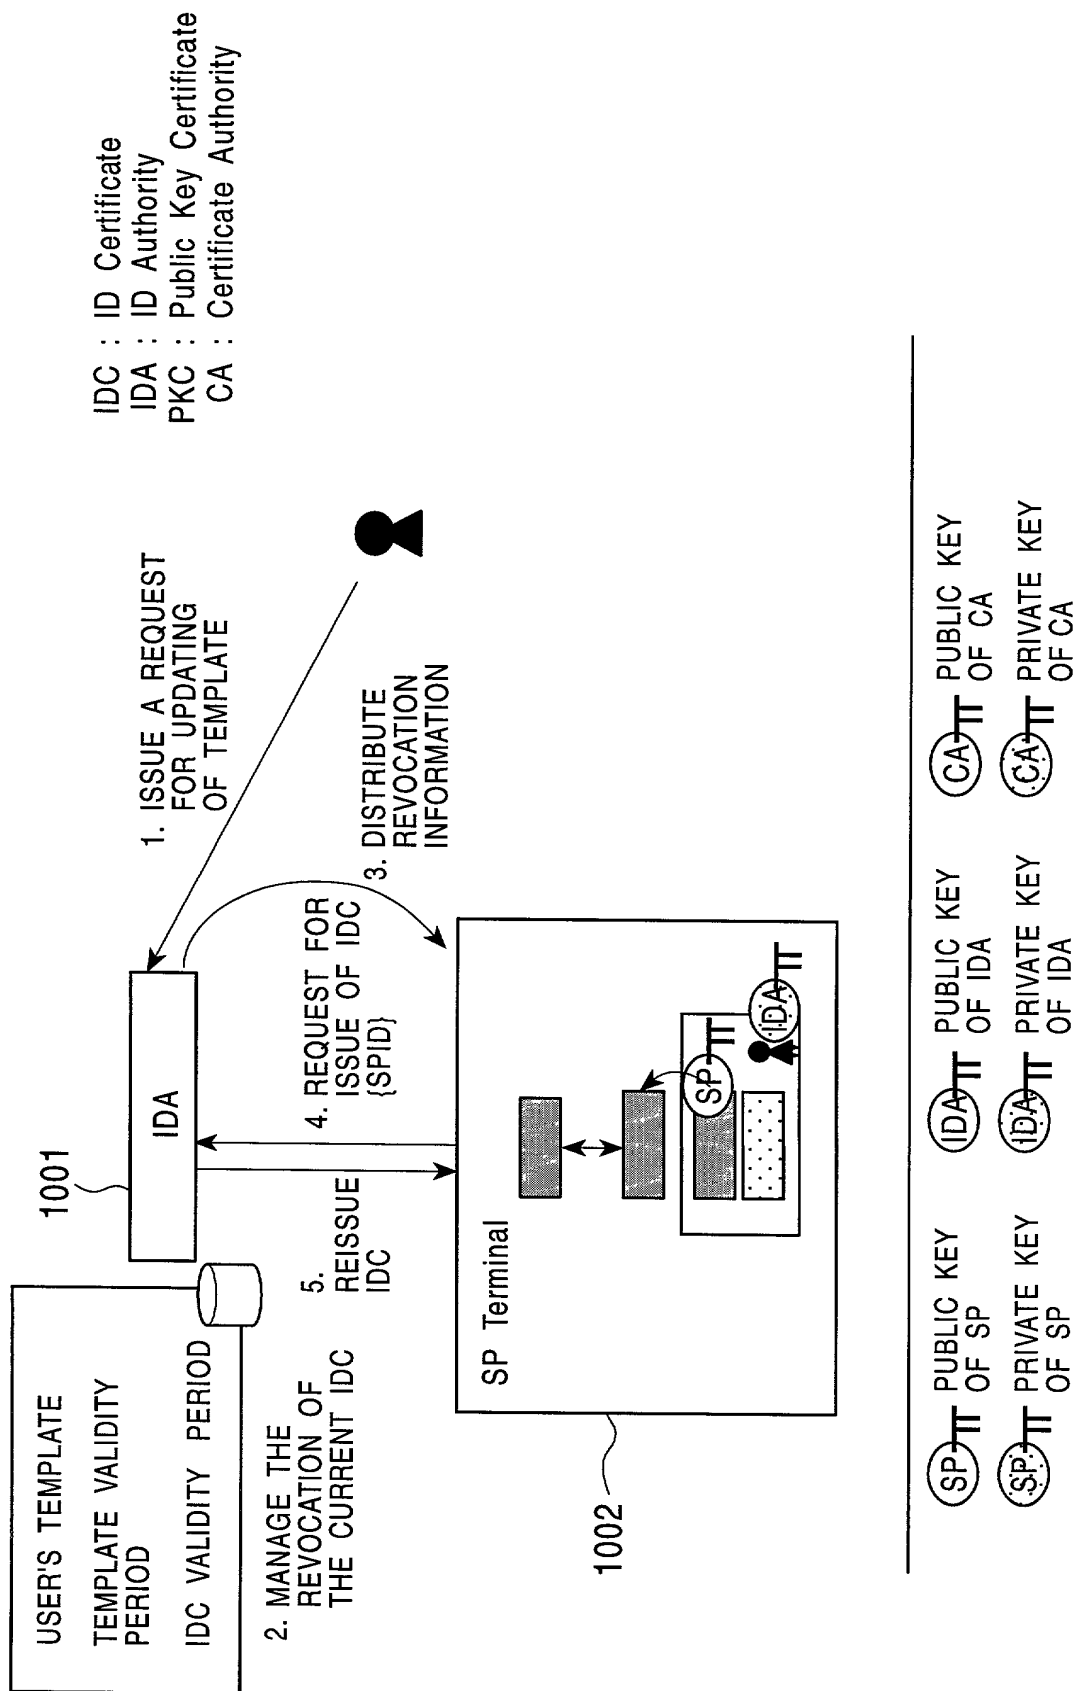 IDC : ID Certificate
IDA : ID Authority
PKC : Public Key Certificate
CA : Certificate Authority
USER'S TEMPLATE
TEMPLATE VALIDITY
PERIOD
IDC VALIDITY PERIOD
1001
IDA
1. ISSUE A REQUEST
FOR UPDATING
OF TEMPLATE
2. MANAGE THE
REVOCATION OF
THE CURRENT IDC
5.
REISSUE
IDC
4. REQUEST FOR
ISSUE OF IDC
{SPID}
3. DISTRIBUTE
REVOCATION
INFORMATION
SP Terminal
SP
IDA
1002
SP
PUBLIC KEY
OF SP
IDA
PUBLIC KEY
OF IDA
CA
PUBLIC KEY
OF CA
SP
PRIVATE KEY
OF SP
IDA
PRIVATE KEY
OF IDA
CA
PRIVATE KEY
OF CA